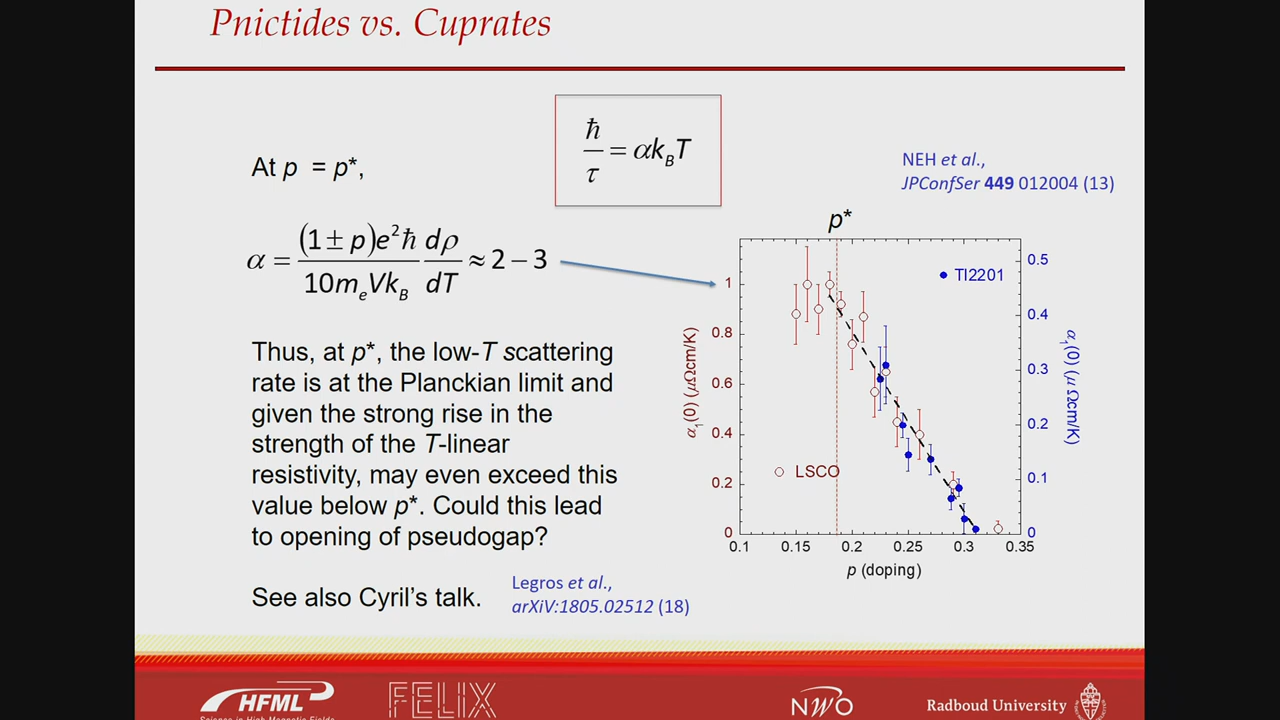 Pnictides vs. Cuprates
ħ/τ = αk_BT
At p = p*,
NEH et al.,
JPConfSer 449 012004 (13)
α = (1 ± p)e²ħ / 10m_eVk_B dρ/dT ≈ 2 – 3
Thus, at p*, the low-T scattering
rate is at the Planckian limit and
given the strong rise in the
strength of the T-linear
resistivity, may even exceed this
value below p*. Could this lead
to opening of pseudogap?
See also Cyril's talk.
Legros et al.,
arXiV:1805.02512 (18)
p*
Tl2201
LSCO
α₁(0) (μΩcm/K)
1
0.8
0.6
0.4
0.2
0
0.5
0.4
0.3
0.2
0.1
0
α₁(0) (μ Ωcm/K)
0.1 0.15 0.2 0.25 0.3 0.35
p (doping)
HFML
FELIX
NWO
Radboud University